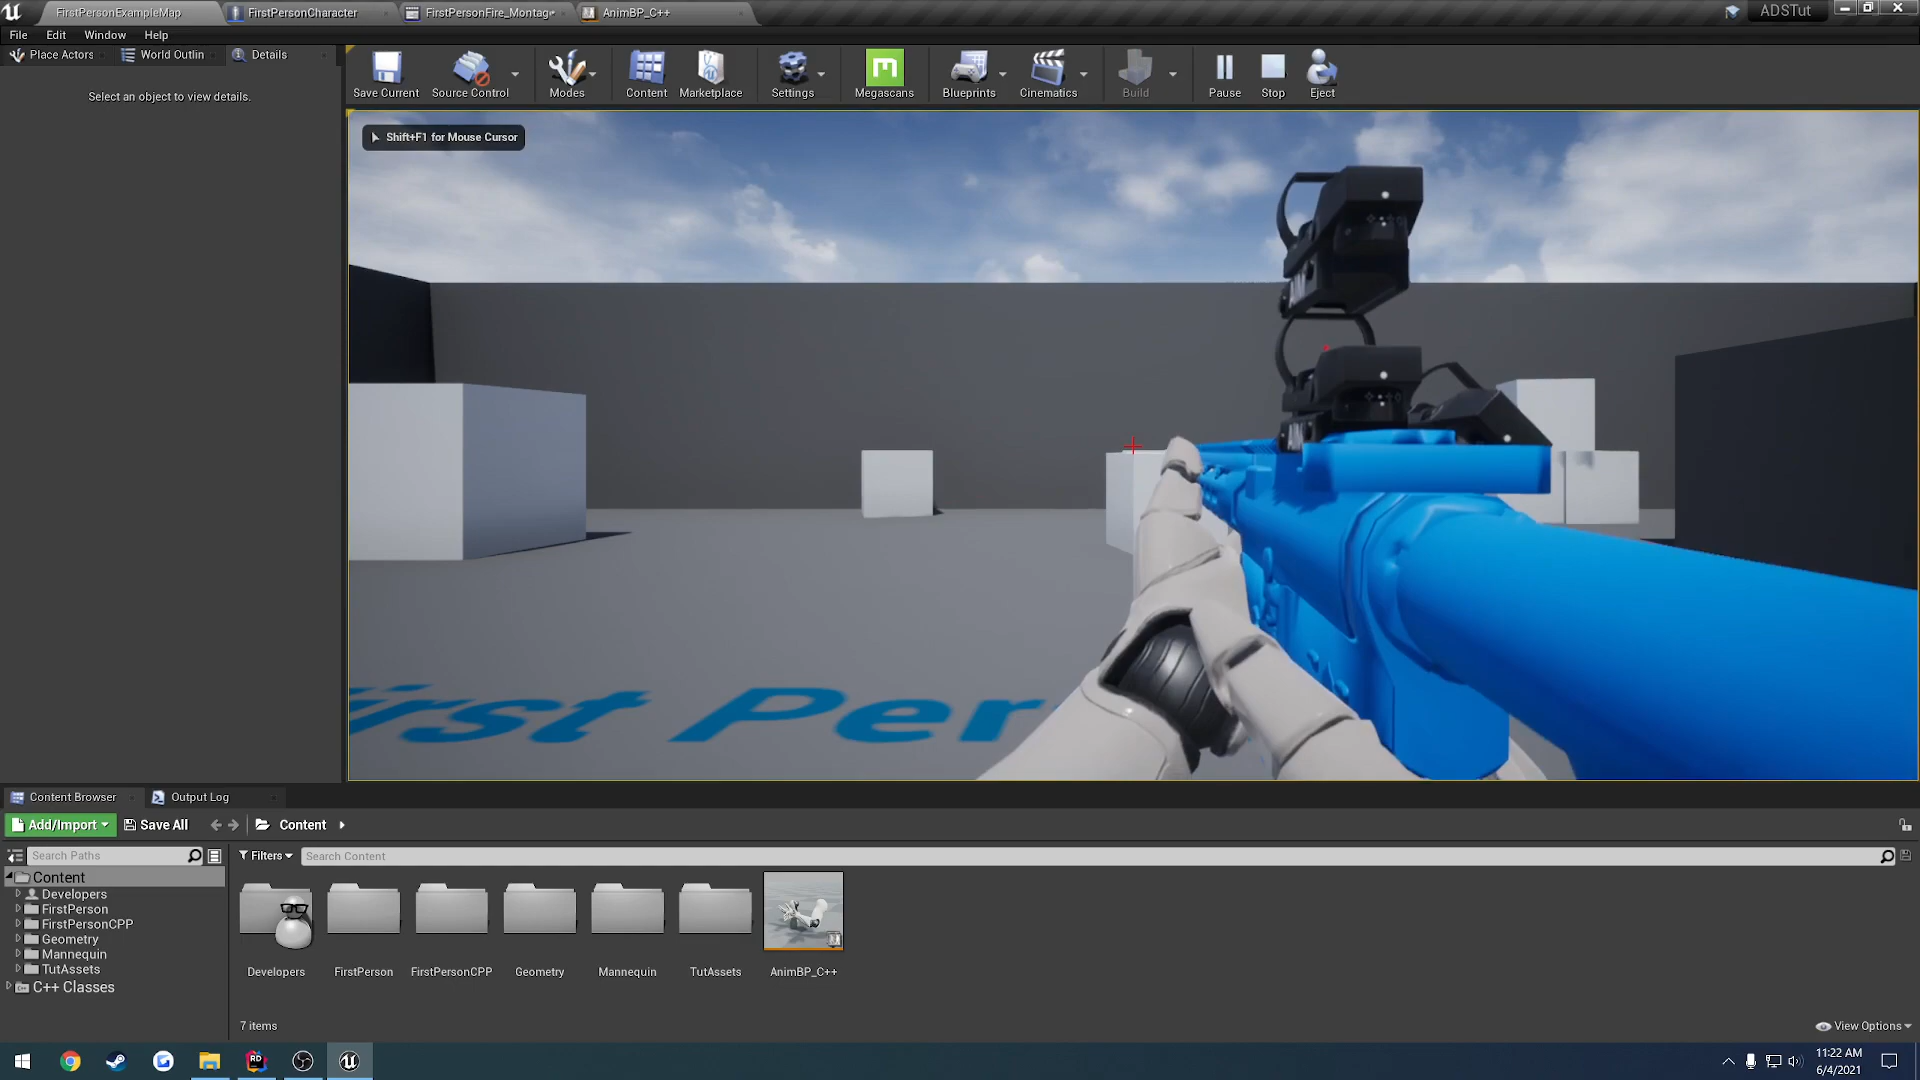 FirstPersonExampleMap
FirstPersonCharacter
FirstPersonFire_Montag•
AnimBP_C++
ADSTut
File Edit Window Help
Place Actors
World Outlin
Details
Select an object to view details.
Save Current
Source Control
Modes
Content
Marketplace
Settings
Megascans
Blueprints
Cinematics
Build
Pause
Stop
Eject
Shift+F1 for Mouse Cursor
First Per
Content Browser
Output Log
Add/Import
Save All
Content
Search Paths
Filters
Search Content
Content
Developers
FirstPerson
FirstPersonCPP
Geometry
Mannequin
TutAssets
C++ Classes
Developers
FirstPerson
FirstPersonCPP
Geometry
Mannequin
TutAssets
AnimBP_C++
7 items
View Options
RD
11:22 AM
6/4/2021